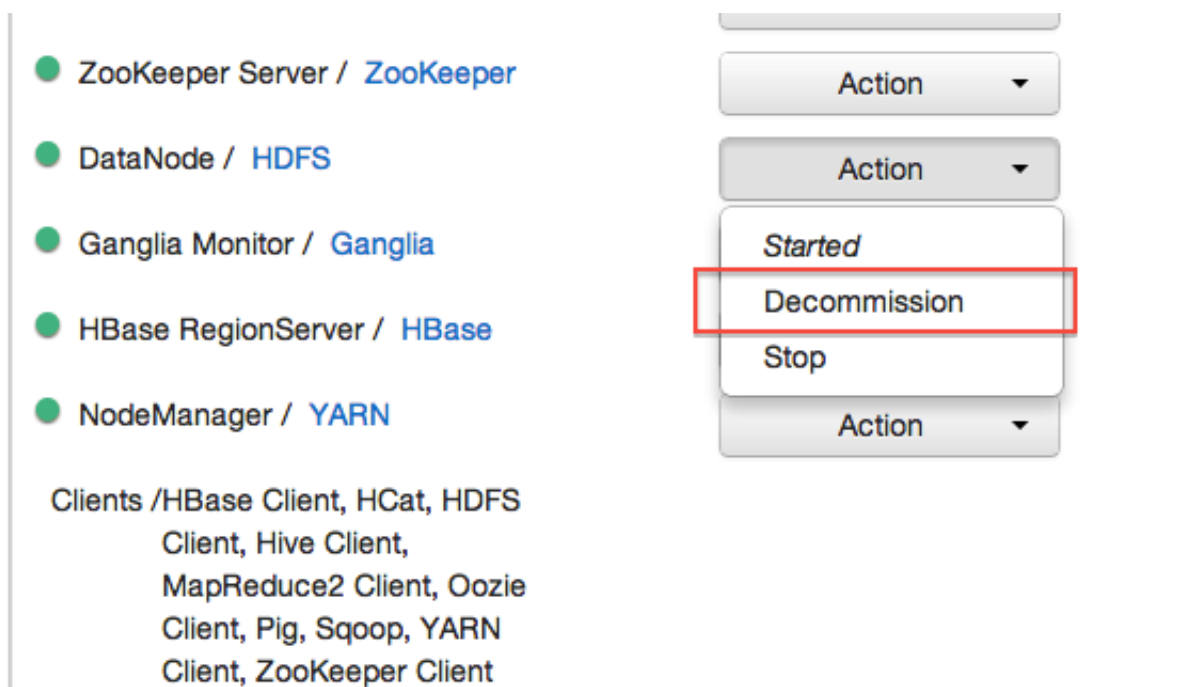 ZooKeeper Server / ZooKeeper
Action
DataNode / HDFS
Action
Started
Ganglia Monitor / Ganglia
Decommission
HBase RegionServer / HBase
Stop
NodeManager / YARN
Action
Clients /HBase Client, HCat, HDFS
Client, Hive Client,
MapReduce2 Client, Oozie
Client, Pig, Sqoop, YARN
Client, ZooKeeper Client